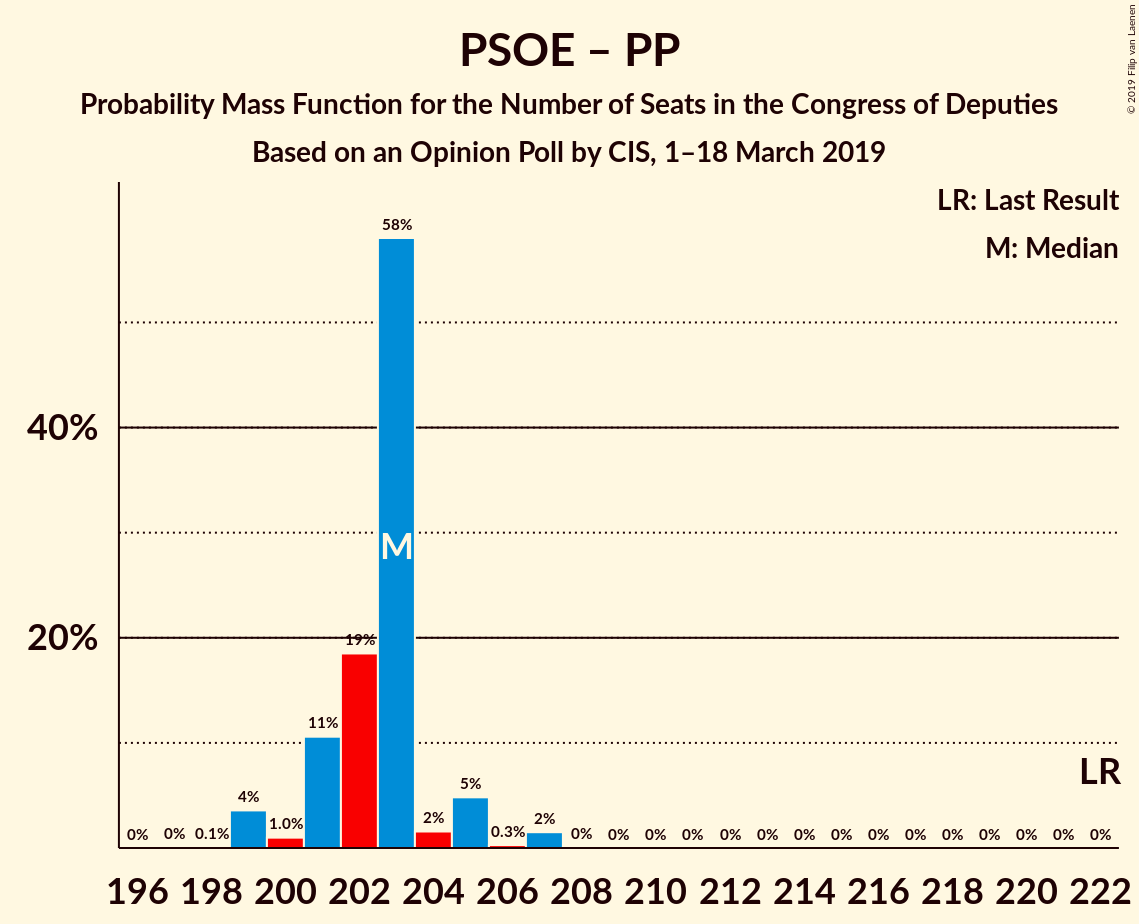 PSOE – PP
Probability Mass Function for the Number of Seats in the Congress of Deputies
Based on an Opinion Poll by CIS, 1–18 March 2019
© 2019 Filip van Laenen
LR: Last Result
M: Median
58%
40%
M
20%
19%
11%
LR
4%
5%
0% 0% 0.1% 1.0% 2% 0.3% 2% 0% 0% 0% 0% 0% 0% 0% 0% 0% 0% 0% 0% 0% 0% 0%
196 198 200 202 204 206 208 210 212 214 216 218 220 222